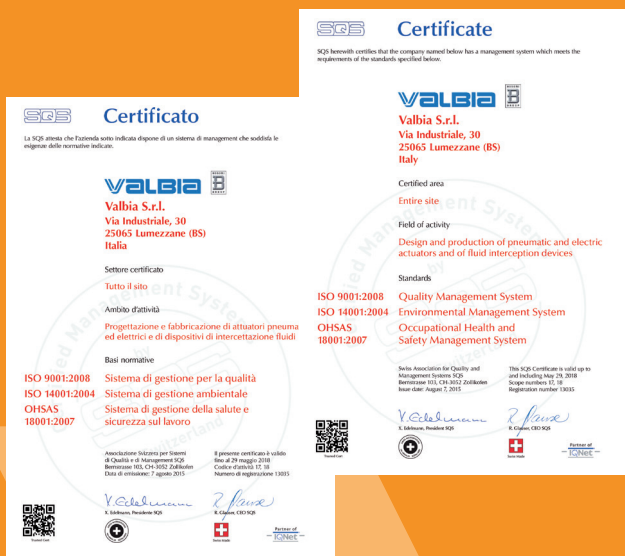 SQS
Certificato
La SQS attesta che l'azienda sotto indicata dispone di un sistema di management che soddisfa le
esigenze delle normative indicate.
VALBIA
Valbia S.r.l.
Via Industriale, 30
25065 Lumezzane (BS)
Italia
Settore certificato
Tutto il sito
Ambito d'attività
Progettazione e fabbricazione di attuatori pneuma
ed elettrici e di dispositivi di intercettazione fluidi
Basi normative
ISO 9001:2008 Sistema di gestione per la qualità
ISO 14001:2004 Sistema di gestione ambientale
OHSAS Sistema di gestione della salute e
18001:2007 sicurezza sul lavoro
Associazione Svizzera per Sistemi
di Qualità e di Management SQS
Bernstrasse 103, CH-3052 Zollikofen
Data di emissione: 7 agosto 2015
Il presente certificato è valido
fino al 29 maggio 2018
Codice d'attività 17, 18
Numero di registrazione 13035
X. Edelmann, Presidente SQS
R. Glauser, CEO SQS
Trusted Cert
Swiss Made
Partner of
IQNet
SQS
Certificate
SQS herewith certifies that the company named below has a management system which meets the
requirements of the standards specified below.
VALBIA
Valbia S.r.l.
Via Industriale, 30
25065 Lumezzane (BS)
Italy
Certified area
Entire site
Field of activity
Design and production of pneumatic and electric
actuators and of fluid interception devices
Standards
ISO 9001:2008 Quality Management System
ISO 14001:2004 Environmental Management System
OHSAS Occupational Health and
18001:2007 Safety Management System
Swiss Association for Quality and
Management Systems SQS
Bernstrasse 103, CH-3052 Zollikofen
Issue date: August 7, 2015
This SQS Certificate is valid up to
and including May 29, 2018
Scope numbers 17, 18
Registration number 13035
X. Edelmann, President SQS
R. Glauser, CEO SQS
Trusted Cert
Swiss Made
Partner of
IQNet